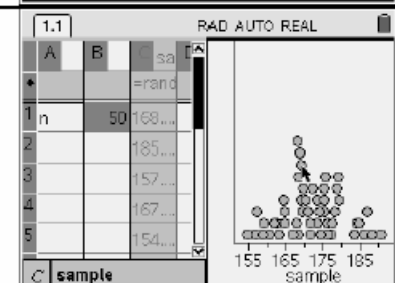 1.1 RAD AUTO REAL
A B C sa D
=rand
1 n 50 168....
2 185....
3 157....
4 167....
5 154....
C sample
155 165 175 185
sample